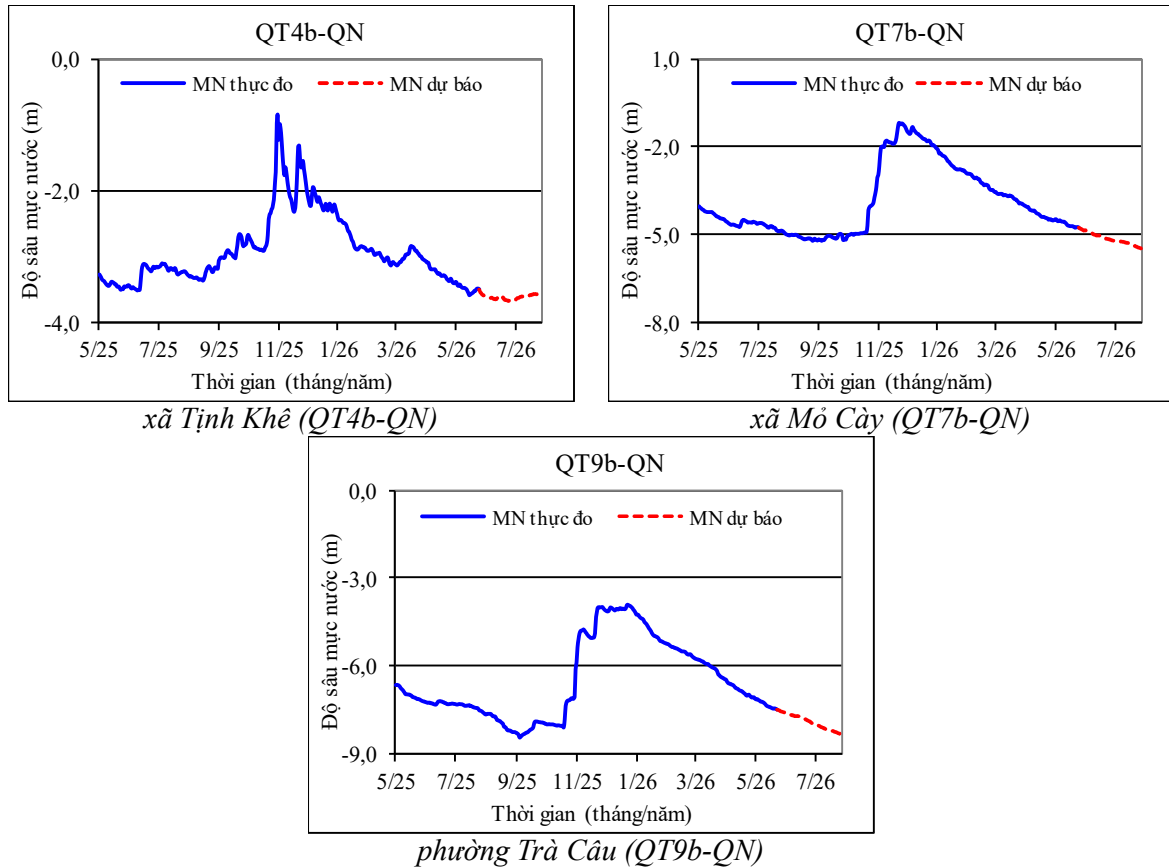 QT4b-QN
0,0
MN thực đo
MN dự báo
-2,0
-4,0
Độ sâu mực nước (m)
5/25 7/25 9/25 11/25 1/26 3/26 5/26 7/26
Thời gian (tháng/năm)
xã Tịnh Khê (QT4b-QN)
QT7b-QN
1,0
MN thực đo
MN dự báo
-2,0
-5,0
-8,0
Độ sâu mực nước (m)
5/25 7/25 9/25 11/25 1/26 3/26 5/26 7/26
Thời gian (tháng/năm)
xã Mỏ Cày (QT7b-QN)
QT9b-QN
0,0
MN thực đo
MN dự báo
-3,0
-6,0
-9,0
Độ sâu mực nước (m)
5/25 7/25 9/25 11/25 1/26 3/26 5/26 7/26
Thời gian (tháng/năm)
phường Trà Câu (QT9b-QN)